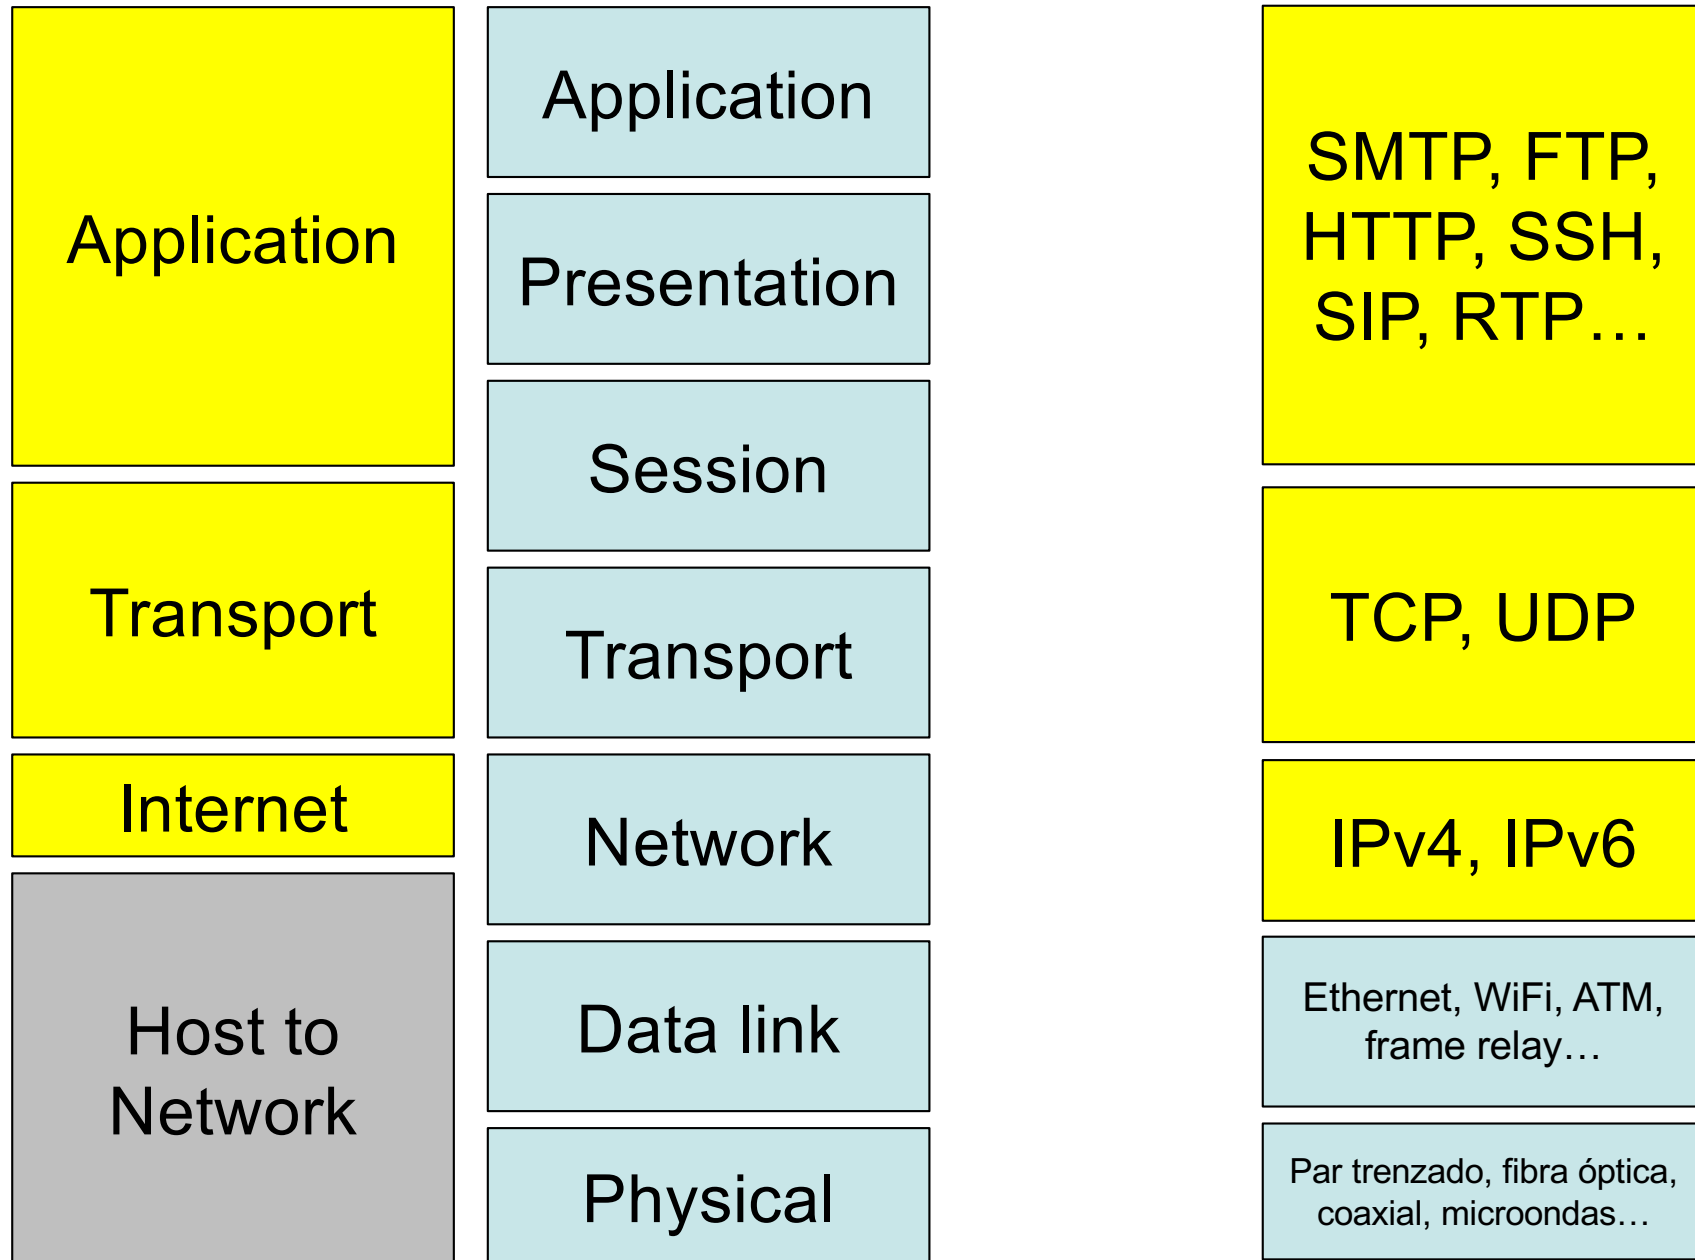 Application
Transport
Internet
Host to
Network
Application
Presentation
Session
Transport
Network
Data link
Physical
SMTP, FTP,
HTTP, SSH,
SIP, RTP…
TCP, UDP
IPv4, IPv6
Ethernet, WiFi, ATM,
frame relay…
Par trenzado, fibra óptica,
coaxial, microondas…